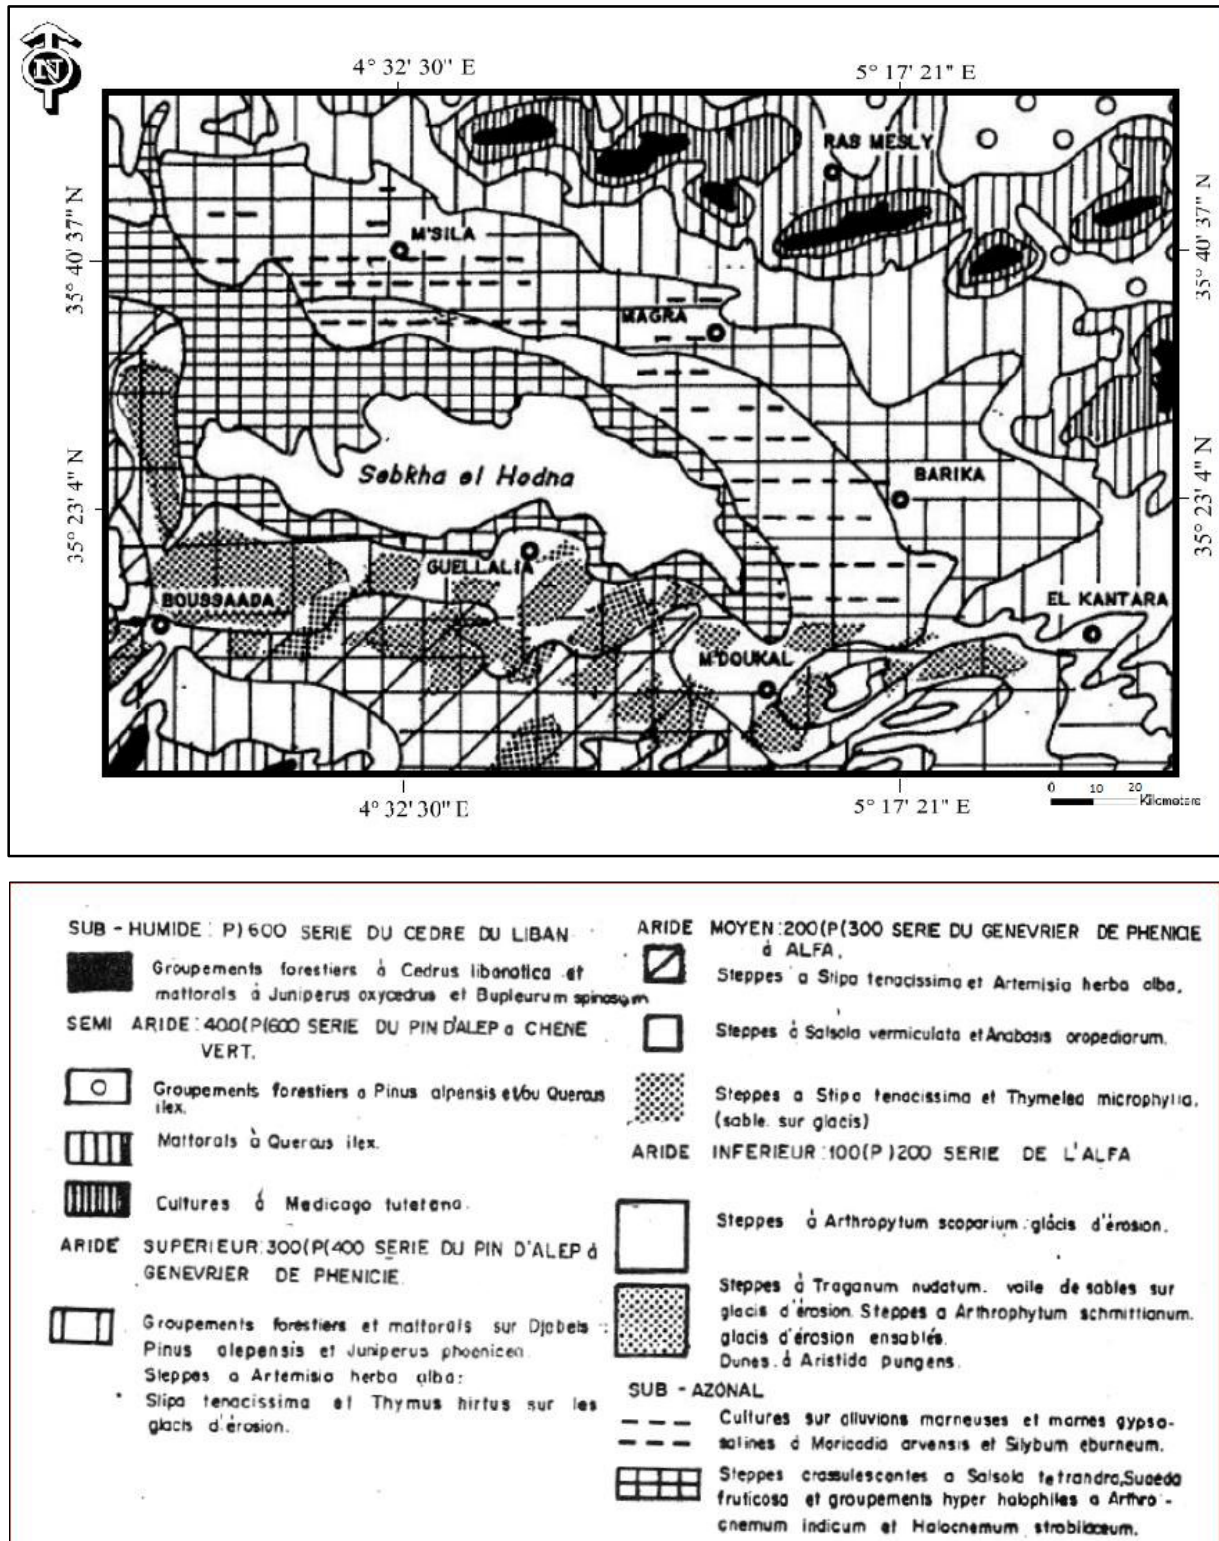 N
4° 32' 30" E
5° 17' 21" E
RAS MESLY
35° 40' 37" N
35° 40' 37" N
M'SILA
MAGRA
Sebkha el Hodna
BARIKA
35° 23' 4" N
35° 23' 4" N
GUELLALIA
BOUSSAADA
EL KANTARA
M'DOUKAL
4° 32' 30" E
5° 17' 21" E
0 10 20
Kilometers
SUB - HUMIDE : P) 600 SERIE DU CEDRE DU LIBAN
Groupements forestiers à Cedrus libanotica et
mattorals à Juniperus oxycedrus et Bupleurum spinosum
SEMI ARIDE : 400(P(600 SERIE DU PIN D'ALEP a CHENE
VERT.
Groupements forestiers a Pinus alpensis et/ou Quercus
ilex.
Mattorals à Quercus ilex.
Cultures à Medicago tutetana.
ARIDE SUPERIEUR:300(P(400 SERIE DU PIN D'ALEP à
GENEVRIER DE PHENICIE.
Groupements forestiers et mattorals sur Djebels :
Pinus alepensis et Juniperus phoenicea.
Steppes a Artemisia herba alba:
Slipa tenacissima et Thymus hirtus sur les
glacis d'érosion.
ARIDE MOYEN:200(P(300 SERIE DU GENEVRIER DE PHENICIE
à ALFA.
Steppes a Stipa tenacissima et Artemisia herba alba.
Steppes à Salsola vermiculata et Anabasis oropediorum.
Steppes a Stipa tenacissima et Thymelea microphylla.
(sable. sur glacis)
ARIDE INFERIEUR:100(P)200 SERIE DE L'ALFA
Steppes à Arthropytum scoparium : glâcis d'érosion.
Steppes à Traganum nudatum. voile de sables sur
glacis d'érosion. Steppes a Arthrophytum schmittianum.
glacis d'érosion ensablés.
Dunes. à Aristida pungens.
SUB - AZONAL
Cultures sur alluvions marneuses et marnes gypso-
salines à Moricadia arvensis et Silybum eburneum.
Steppes crassulescantes a Salsola tetrandra,Suaeda
fruticosa et groupements hyper halophiles a Arthro-
cnemum indicum et Halocnemum strobilaceum.